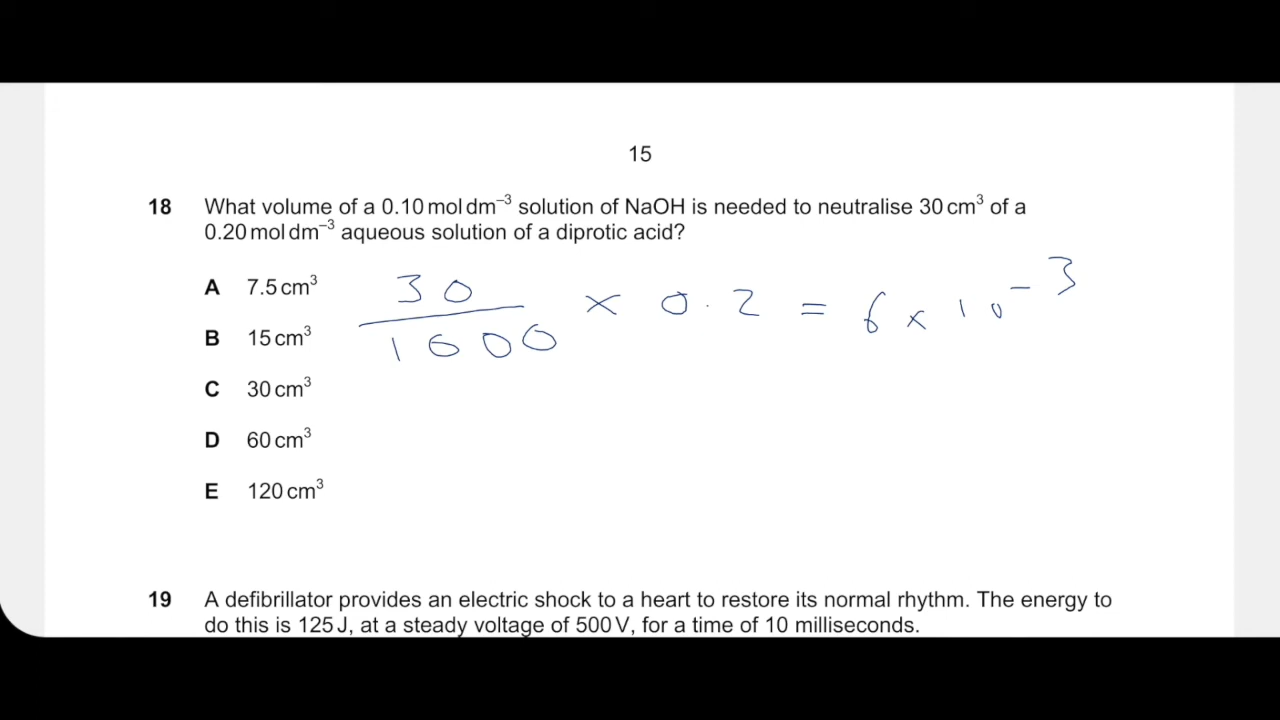 15
18 What volume of a 0.10 mol dm⁻³ solution of NaOH is needed to neutralise 30 cm³ of a
0.20 mol dm⁻³ aqueous solution of a diprotic acid?
A 7.5 cm³
30/1000 × 0.2 = 6 × 10⁻³
B 15 cm³
C 30 cm³
D 60 cm³
E 120 cm³
19 A defibrillator provides an electric shock to a heart to restore its normal rhythm. The energy to
do this is 125 J, at a steady voltage of 500 V, for a time of 10 milliseconds.